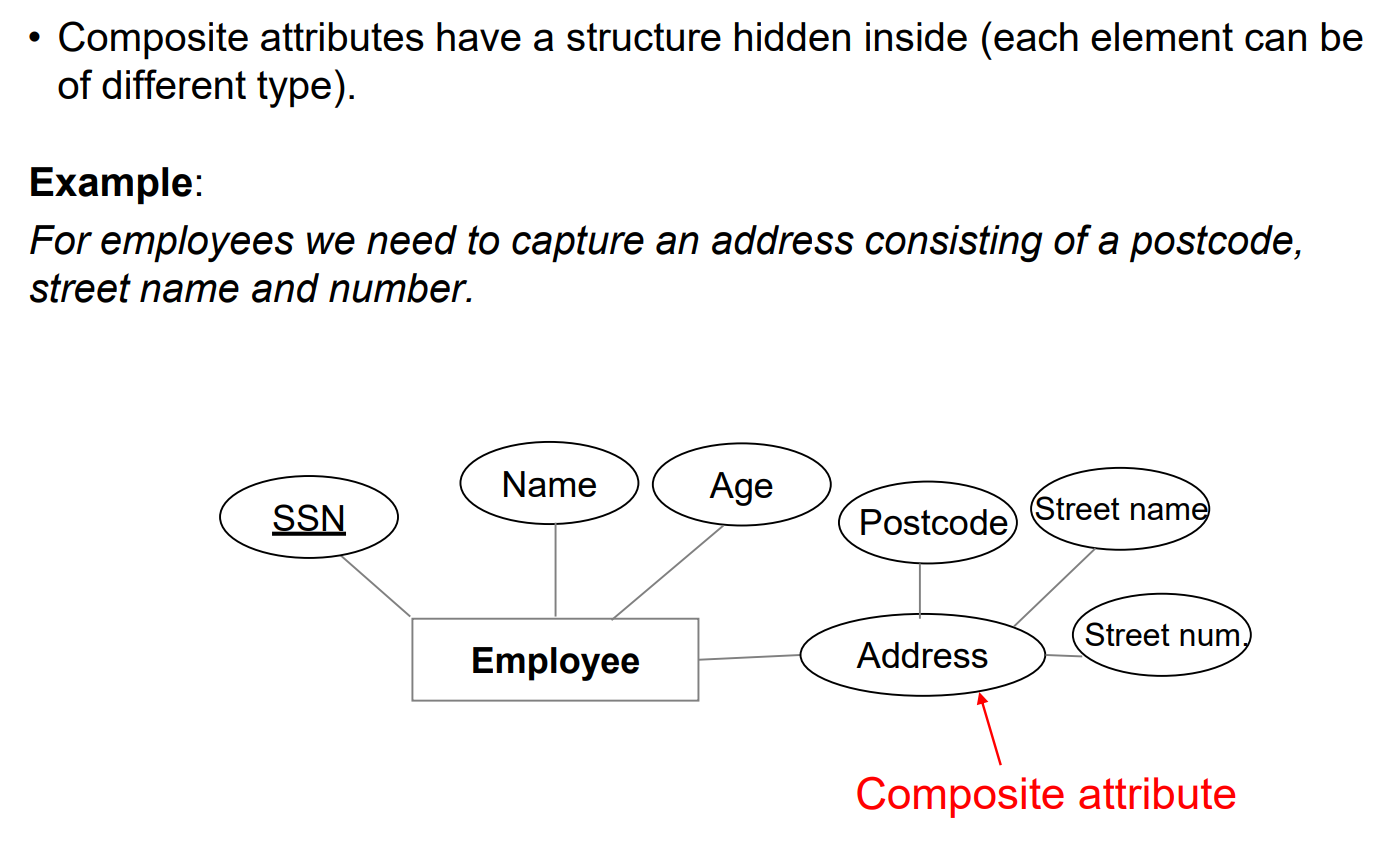 • Composite attributes have a structure hidden inside (each element can be
of different type).
Example:
For employees we need to capture an address consisting of a postcode,
street name and number.
SSN
Name
Age
Postcode
Street name
Street num.
Employee
Address
Composite attribute